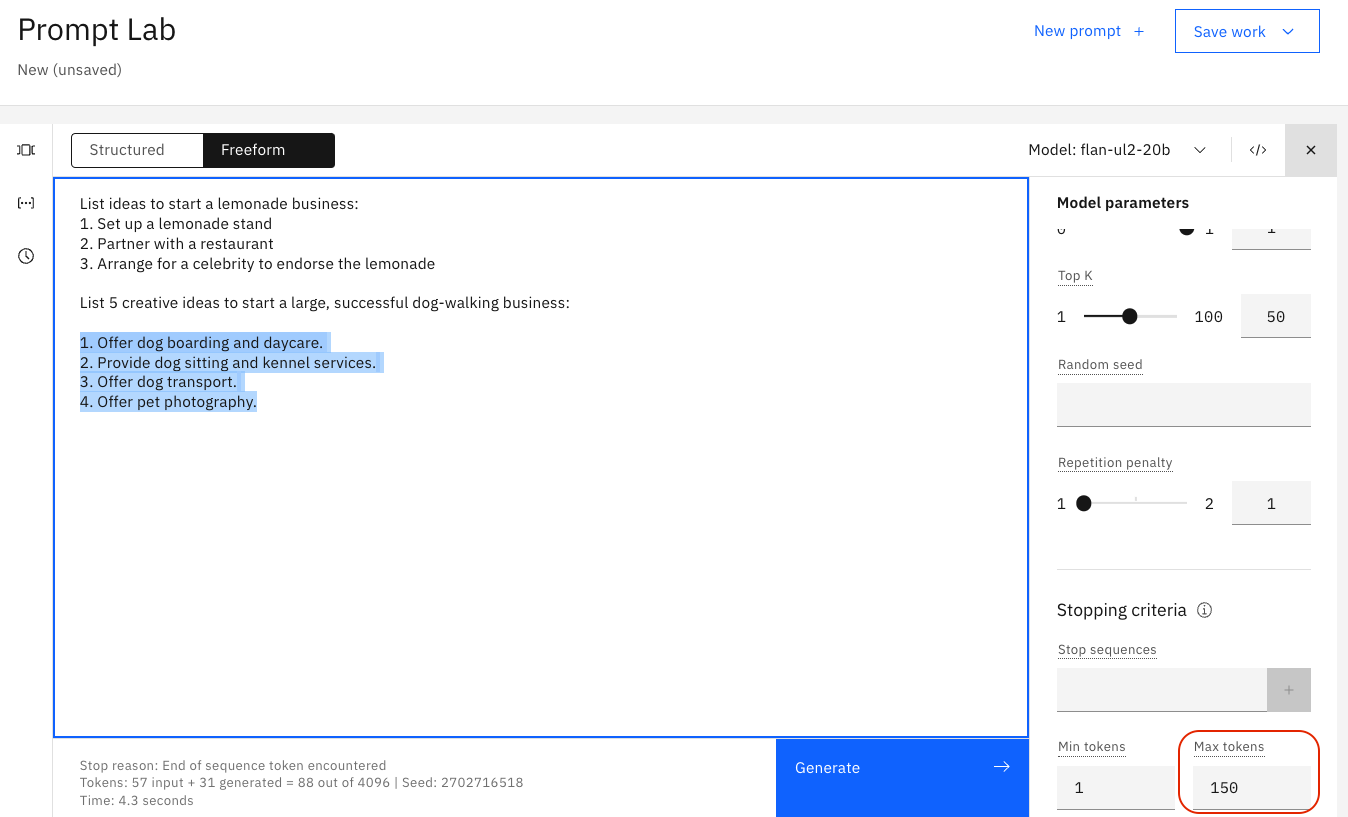 Prompt Lab
New prompt +
Save work
New (unsaved)
Structured
Freeform
Model: flan-ul2-20b
</>
List ideas to start a lemonade business:
1. Set up a lemonade stand
2. Partner with a restaurant
3. Arrange for a celebrity to endorse the lemonade
List 5 creative ideas to start a large, successful dog-walking business:
1. Offer dog boarding and daycare.
2. Provide dog sitting and kennel services.
3. Offer dog transport.
4. Offer pet photography.
Stop reason: End of sequence token encountered
Tokens: 57 input + 31 generated = 88 out of 4096 | Seed: 2702716518
Time: 4.3 seconds
Generate
Model parameters
0 1 1
Top K
1 100 50
Random seed
Repetition penalty
1 2 1
Stopping criteria
Stop sequences
+
Min tokens
Max tokens
1
150